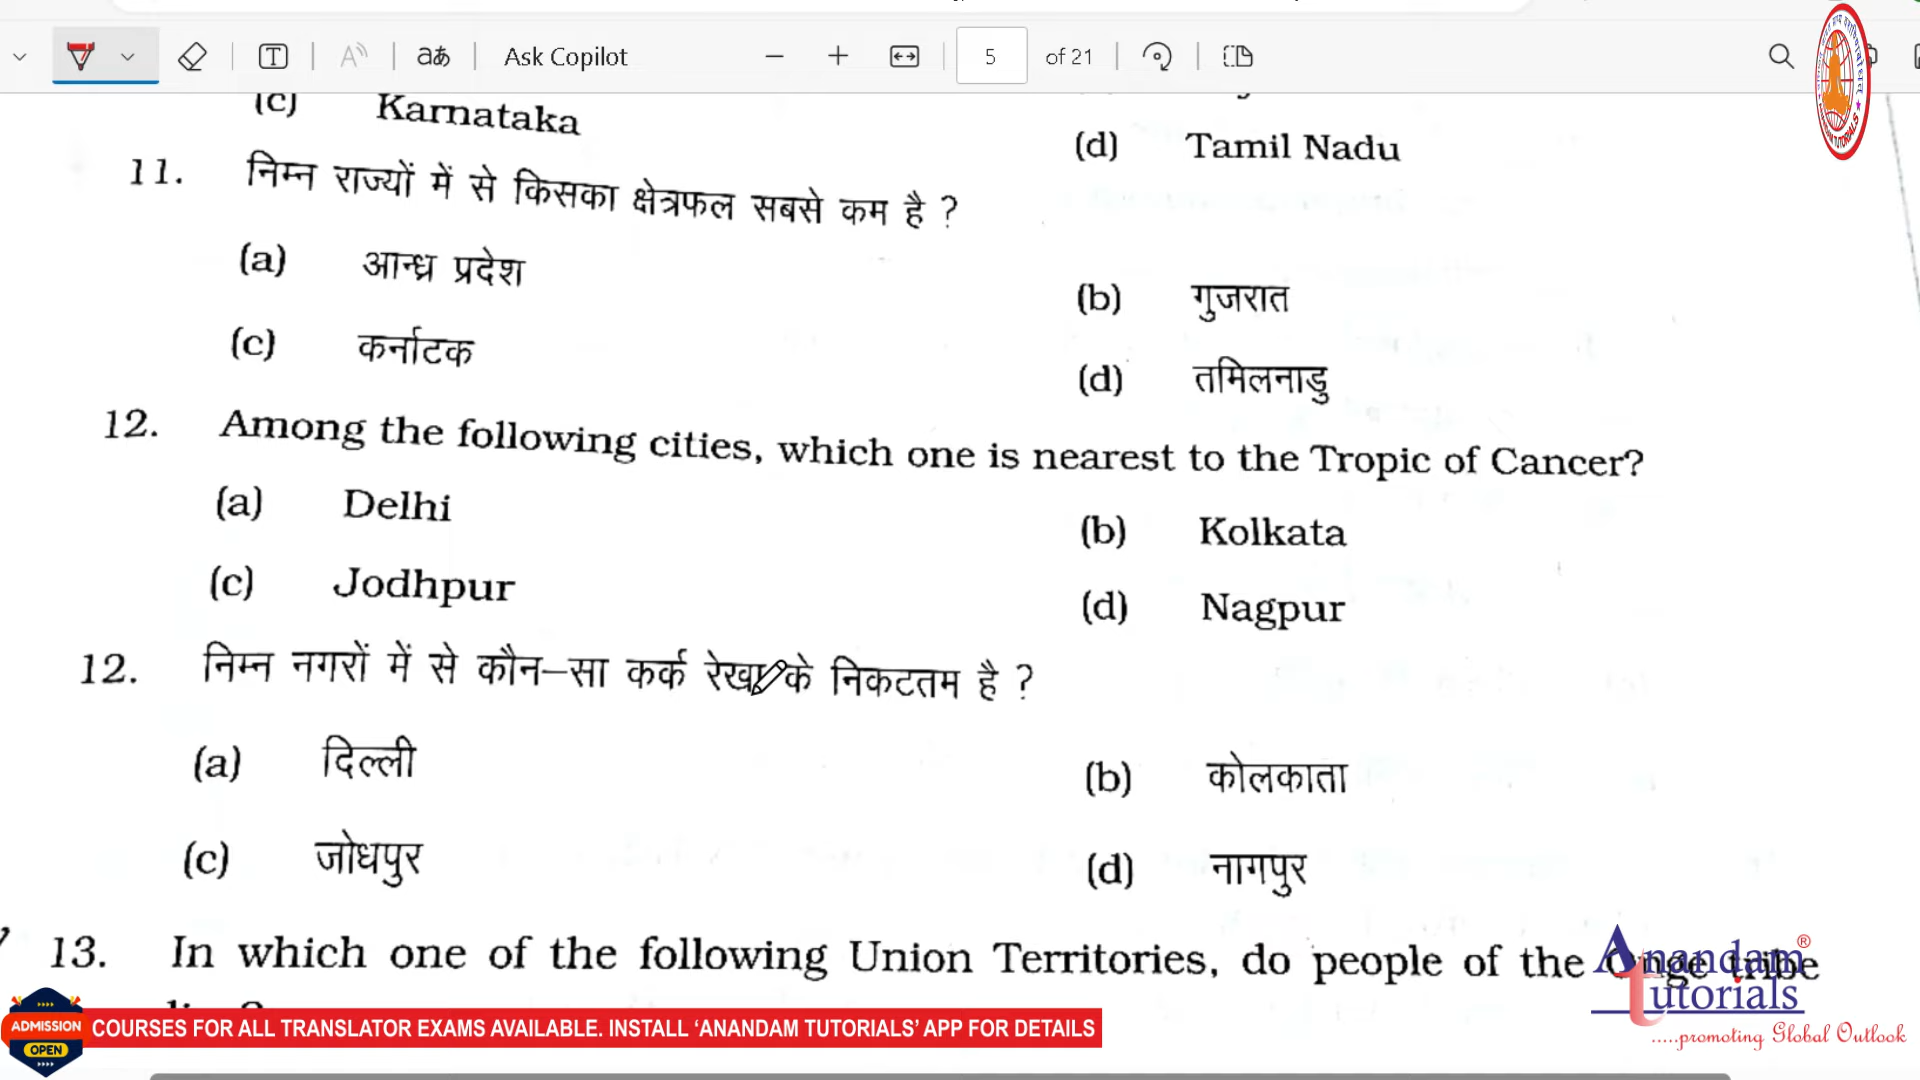 Ask Copilot
5 of 21
(c) Karnataka
(d) Tamil Nadu
11. निम्न राज्यों में से किसका क्षेत्रफल सबसे कम है ?
(a) आन्ध्र प्रदेश
(b) गुजरात
(c) कर्नाटक
(d) तमिलनाडु
12. Among the following cities, which one is nearest to the Tropic of Cancer?
(a) Delhi
(b) Kolkata
(c) Jodhpur
(d) Nagpur
12. निम्न नगरों में से कौन-सा कर्क रेखा के निकटतम है ?
(a) दिल्ली
(b) कोलकाता
(c) जोधपुर
(d) नागपुर
13. In which one of the following Union Territories, do people of the Onge tribe
Anandam®
Tutorials
.....promoting Global Outlook
ADMISSION
OPEN
COURSES FOR ALL TRANSLATOR EXAMS AVAILABLE. INSTALL ‘ANANDAM TUTORIALS’ APP FOR DETAILS